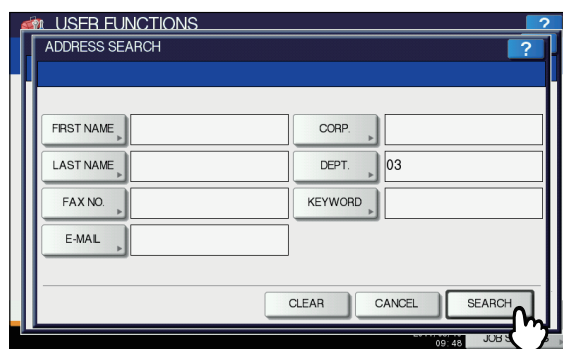 USER FUNCTIONS ?
ADDRESS SEARCH ?
FIRST NAME CORP.
LAST NAME DEPT. 03
FAX NO. KEYWORD
E-MAIL
CLEAR CANCEL SEARCH
09:48 JOB